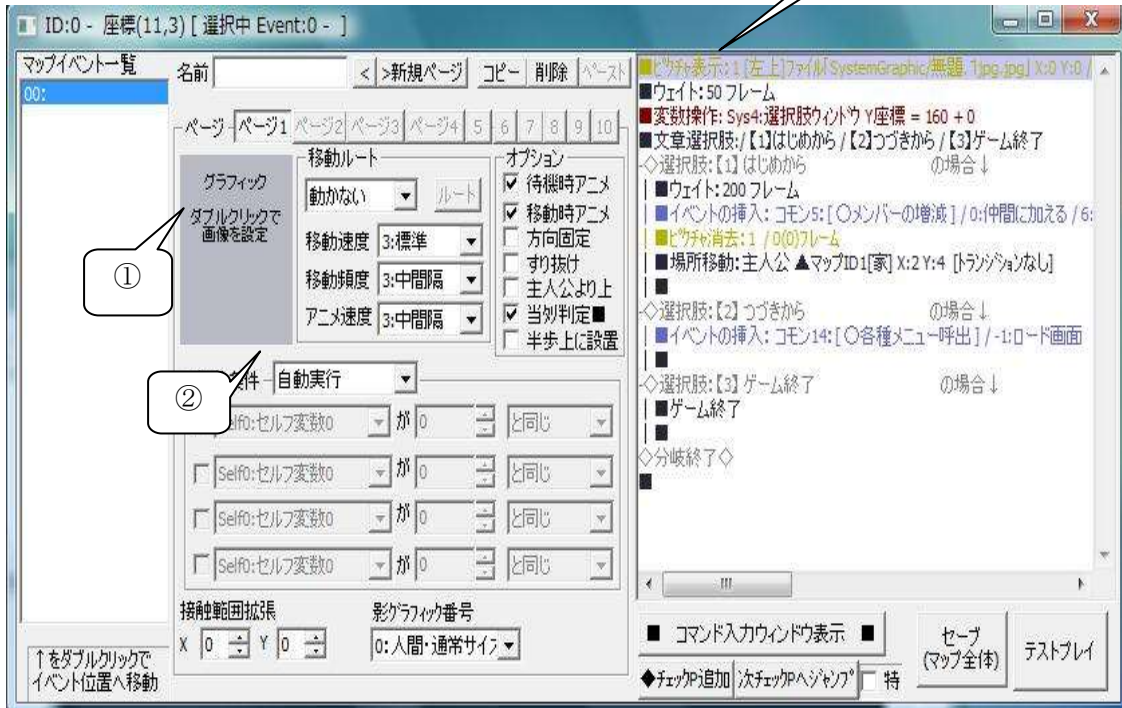 ID:0 - 座標(11,3) [ 選択中 Event:0 - ]
マップイベント一覧
00:
↑をダブルクリックで
イベント位置へ移動
名前
< >新規ページ コピー 削除 ペースト
ページ ページ1 ページ2 ページ3 ページ4 5 6 7 8 9 10
グラフィック
ダブルクリックで
画像を設定
①
②
移動ルート
動かない ルート
移動速度 3:標準
移動頻度 3:中間隔
アニメ速度 3:中間隔
オプション
待機時アニメ
移動時アニメ
方向固定
すり抜け
主人公より上
当り判定■
半歩上に設置
条件 自動実行
Self0:セルフ変数0 が 0 と同じ
Self0:セルフ変数0 が 0 と同じ
Self0:セルフ変数0 が 0 と同じ
Self0:セルフ変数0 が 0 と同じ
接触範囲拡張
X 0 Y 0
影グラフィック番号
0:人間・通常サイズ
■ピクチャ表示:1 [左上]ファイル「SystemGraphic/無題.1jpg.jpg」X:0 Y:0 /
■ウェイト:50 フレーム
■変数操作: Sys4:選択肢ウィンドウ Y座標 = 160 + 0
■文章選択肢:/【1】はじめから /【2】つづきから /【3】ゲーム終了
-◇選択肢:【1】はじめから の場合↓
|■ウェイト:200 フレーム
|■イベントの挿入: コモン5:[ ○メンバーの増減 ] / 0:仲間に加える / 6:
|■ピクチャ消去:1 / 0(0)フレーム
|■場所移動:主人公 ▲マップID1[家] X:2 Y:4 [トランジションなし]
|■
-◇選択肢:【2】つづきから の場合↓
|■イベントの挿入: コモン14:[ ○各種メニュー呼出 ] / -1:ロード画面
|■
-◇選択肢:【3】ゲーム終了 の場合↓
|■ゲーム終了
|■
◇分岐終了◇
■
■ コマンド入力ウィンドウ表示 ■
◆チェックP追加 次チェックPへジャンプ 特
セーブ
(マップ全体)
テストプレイ